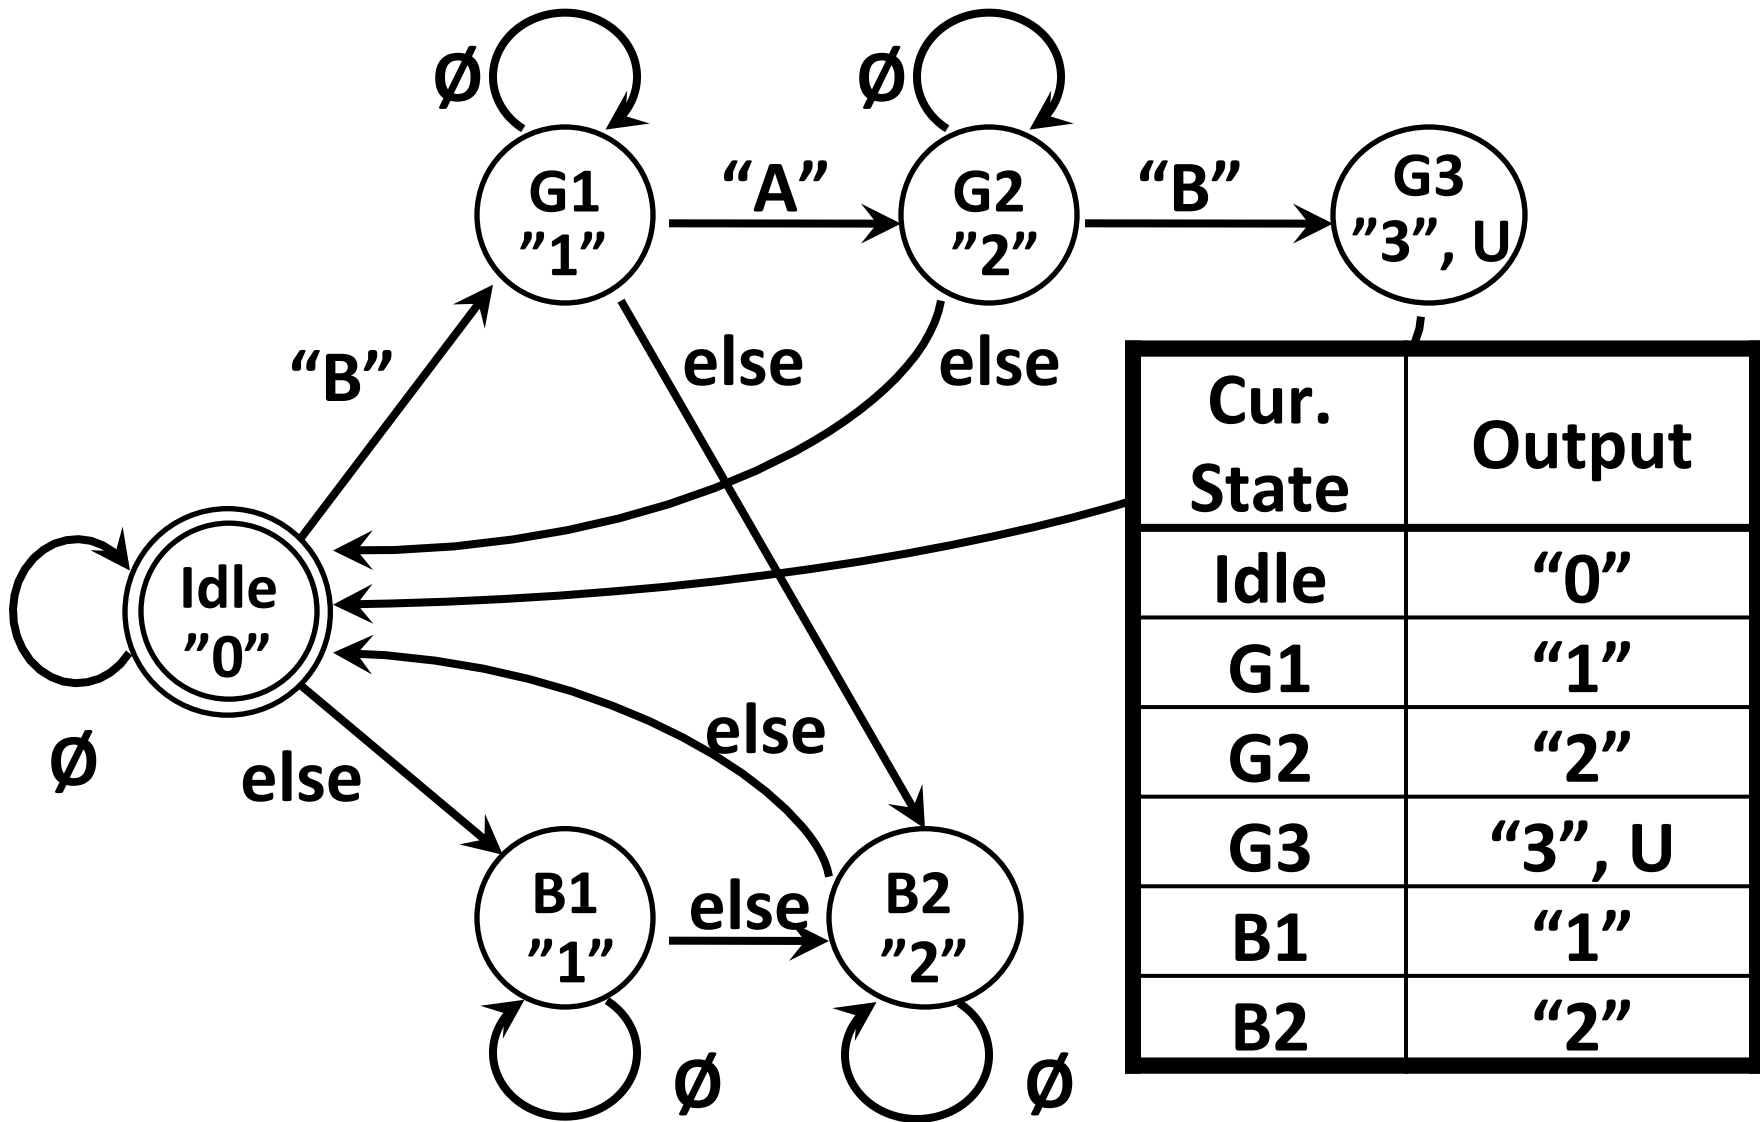 Ø
Ø
G1
”1”
“A”
G2
”2”
“B”
G3
”3”, U
“B”
else
else
Idle
”0”
Ø
else
else
B1
”1”
else
B2
”2”
Ø
Ø
Cur. State
Output
Idle
“0”
G1
“1”
G2
“2”
G3
“3”, U
B1
“1”
B2
“2”